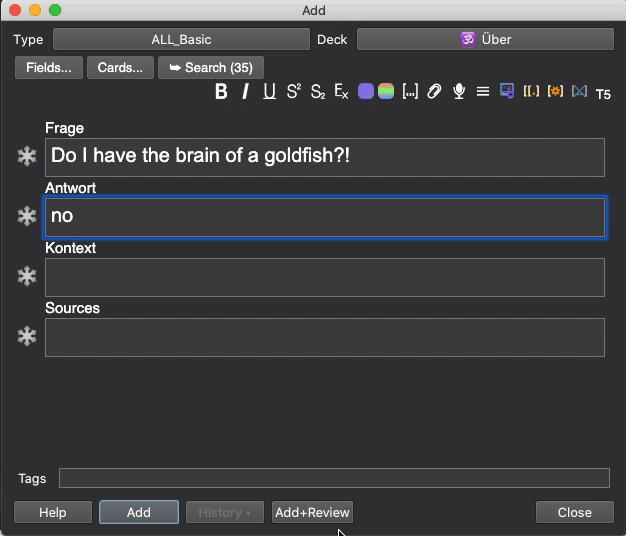 Add
Type ALL_Basic Deck 🕉 Über
Fields... Cards... ➥ Search (35)
B I U S² S₂ Fx [...] [[.] T5
Frage
Do I have the brain of a goldfish?!
Antwort
no
Kontext
Sources
Tags
Help Add History Add+Review Close